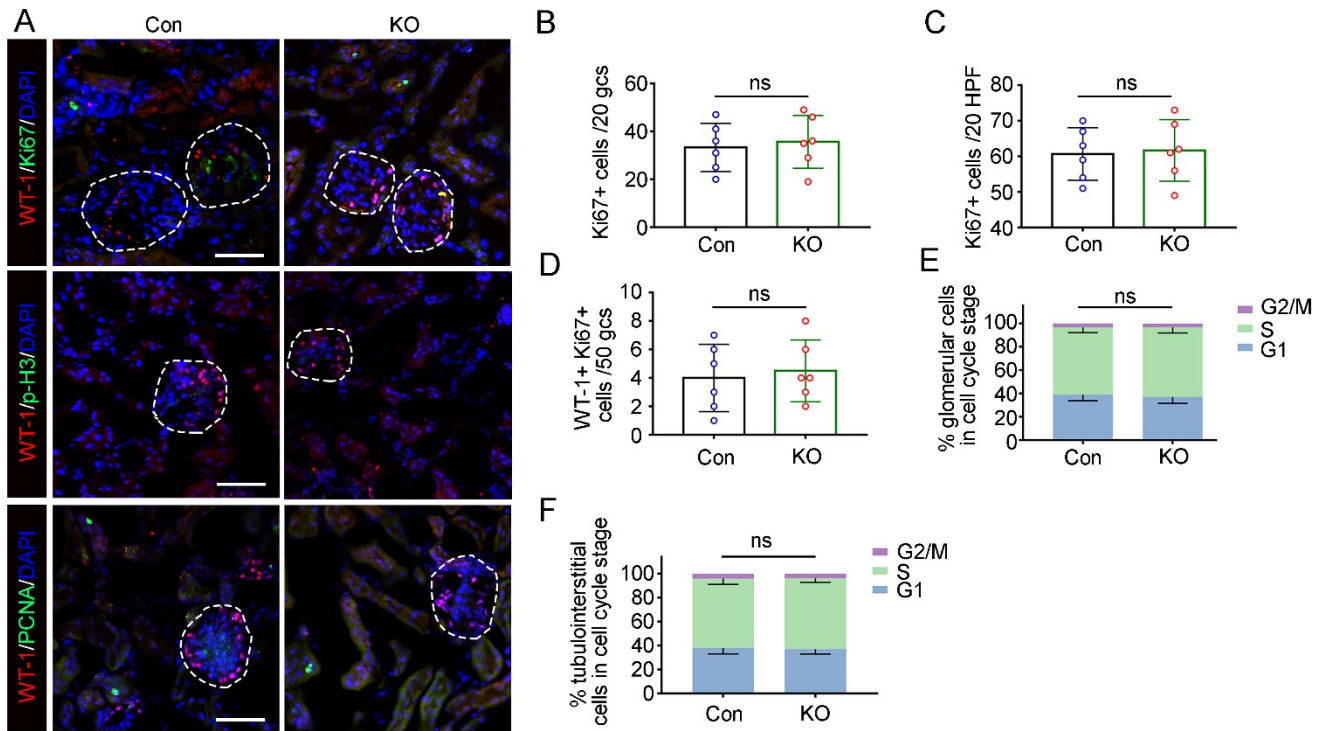 A
Con
KO
WT-1/Ki67/DAPI
WT-1/p-H3/DAPI
WT-1/PCNA/DAPI
B
Ki67+ cells /20 gcs
60
40
20
0
ns
Con
KO
C
Ki67+ cells /20 HPF
80
70
60
50
40
ns
Con
KO
D
WT-1+ Ki67+
cells /50 gcs
10
8
6
4
2
0
ns
Con
KO
E
% glomerular cells
in cell cycle stage
100
80
60
40
20
0
ns
Con
KO
G2/M
S
G1
F
% tubulointerstitial
cells in cell cycle stage
100
80
60
40
20
0
ns
Con
KO
G2/M
S
G1